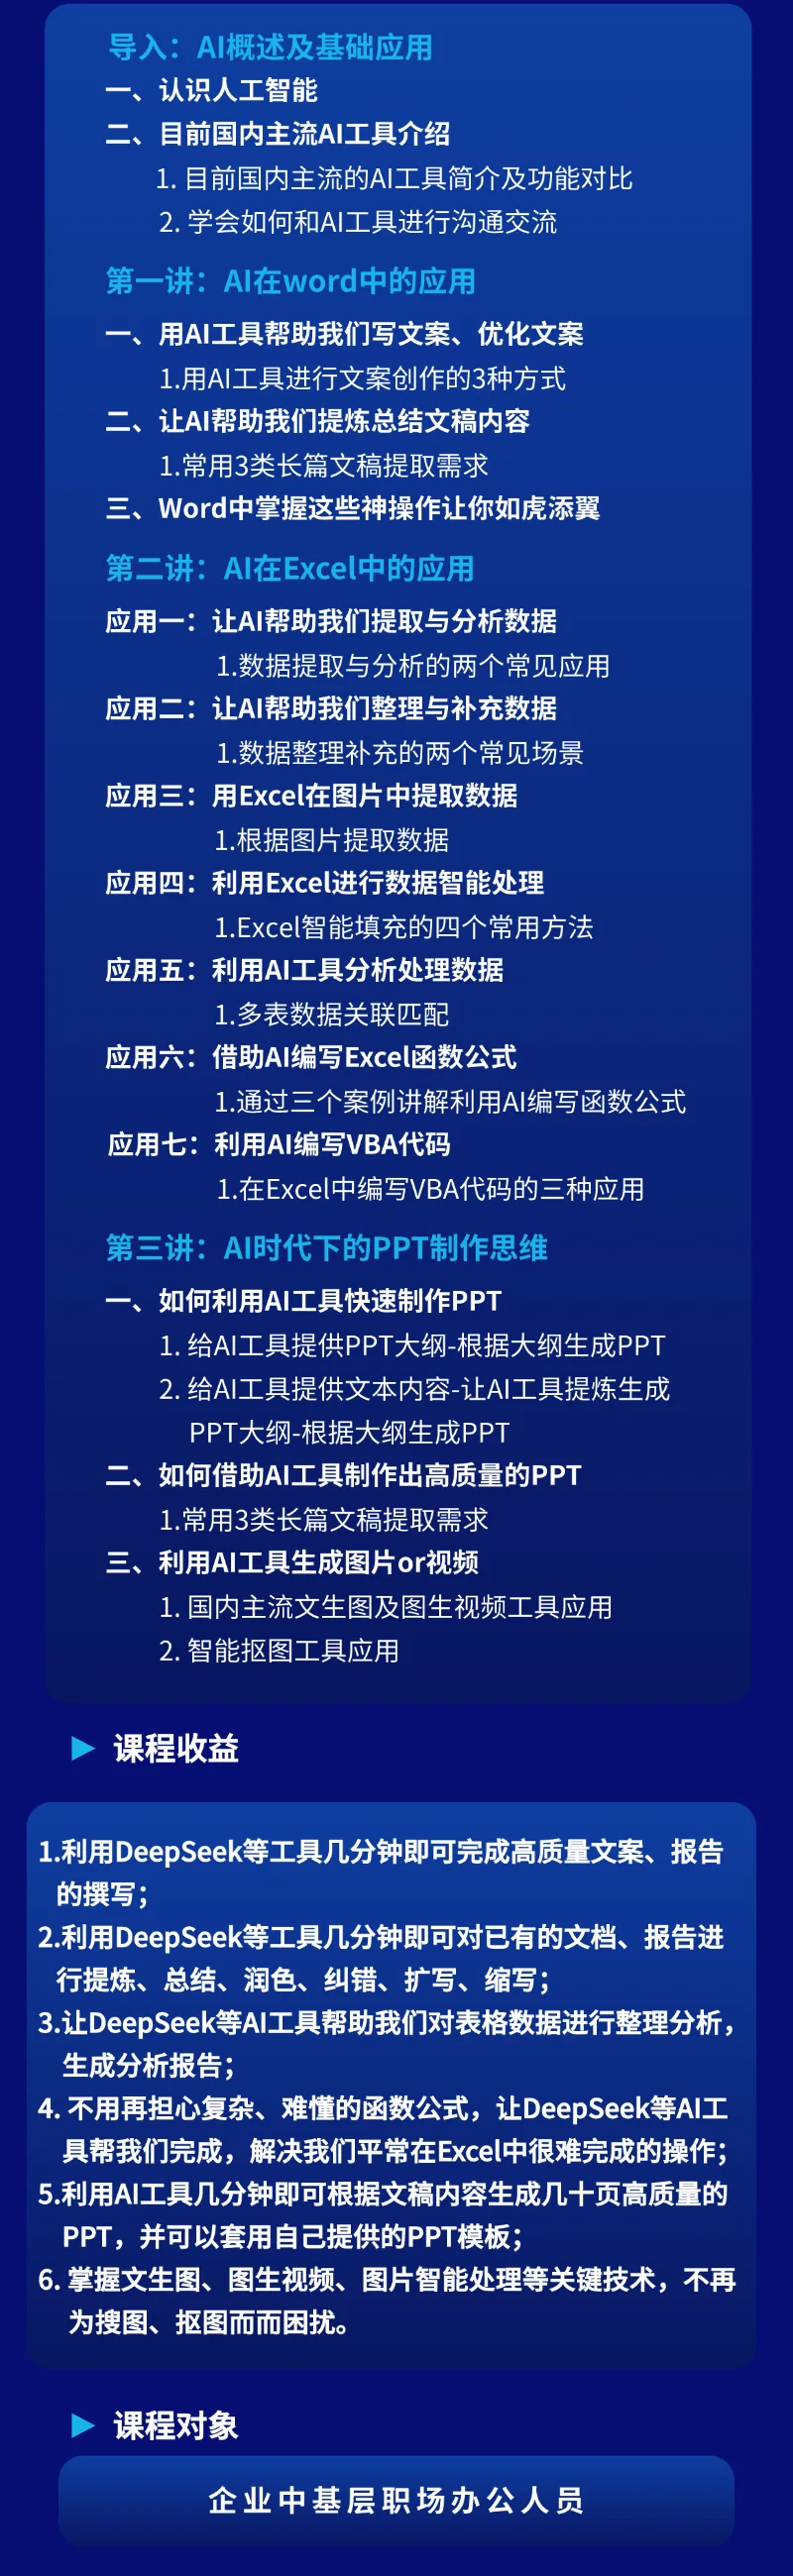 导入：AI概述及基础应用
一、认识人工智能
二、目前国内主流AI工具介绍
1. 目前国内主流的AI工具简介及功能对比
2. 学会如何和AI工具进行沟通交流
第一讲：AI在word中的应用
一、用AI工具帮助我们写文案、优化文案
1.用AI工具进行文案创作的3种方式
二、让AI帮助我们提炼总结文稿内容
1.常用3类长篇文稿提取需求
三、Word中掌握这些神操作让你如虎添翼
第二讲：AI在Excel中的应用
应用一：让AI帮助我们提取与分析数据
1.数据提取与分析的两个常见应用
应用二：让AI帮助我们整理与补充数据
1.数据整理补充的两个常见场景
应用三：用Excel在图片中提取数据
1.根据图片提取数据
应用四：利用Excel进行数据智能处理
1.Excel智能填充的四个常用方法
应用五：利用AI工具分析处理数据
1.多表数据关联匹配
应用六：借助AI编写Excel函数公式
1.通过三个案例讲解利用AI编写函数公式
应用七：利用AI编写VBA代码
1.在Excel中编写VBA代码的三种应用
第三讲：AI时代下的PPT制作思维
一、如何利用AI工具快速制作PPT
1. 给AI工具提供PPT大纲-根据大纲生成PPT
2. 给AI工具提供文本内容-让AI工具提炼生成
PPT大纲-根据大纲生成PPT
二、如何借助AI工具制作出高质量的PPT
1.常用3类长篇文稿提取需求
三、利用AI工具生成图片or视频
1. 国内主流文生图及图生视频工具应用
2. 智能抠图工具应用
课程收益
1.利用DeepSeek等工具几分钟即可完成高质量文案、报告
的撰写；
2.利用DeepSeek等工具几分钟即可对已有的文档、报告进
行提炼、总结、润色、纠错、扩写、缩写；
3.让DeepSeek等AI工具帮助我们对表格数据进行整理分析，
生成分析报告；
4. 不用再担心复杂、难懂的函数公式，让DeepSeek等AI工
具帮我们完成，解决我们平常在Excel中很难完成的操作；
5.利用AI工具几分钟即可根据文稿内容生成几十页高质量的
PPT，并可以套用自己提供的PPT模板；
6. 掌握文生图、图生视频、图片智能处理等关键技术，不再
为搜图、抠图而而困扰。
课程对象
企业中基层职场办公人员